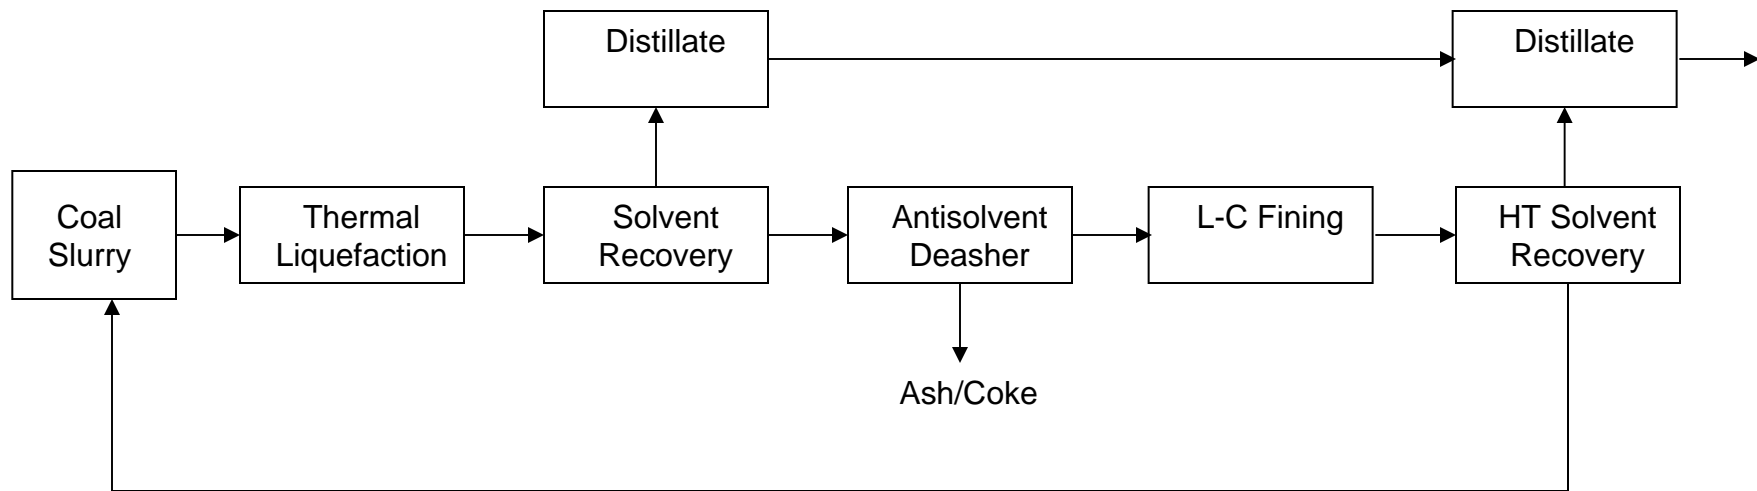 Distillate
Distillate
Coal
Slurry
Thermal
Liquefaction
Solvent
Recovery
Antisolvent
Deasher
L-C Fining
HT Solvent
Recovery
Ash/Coke